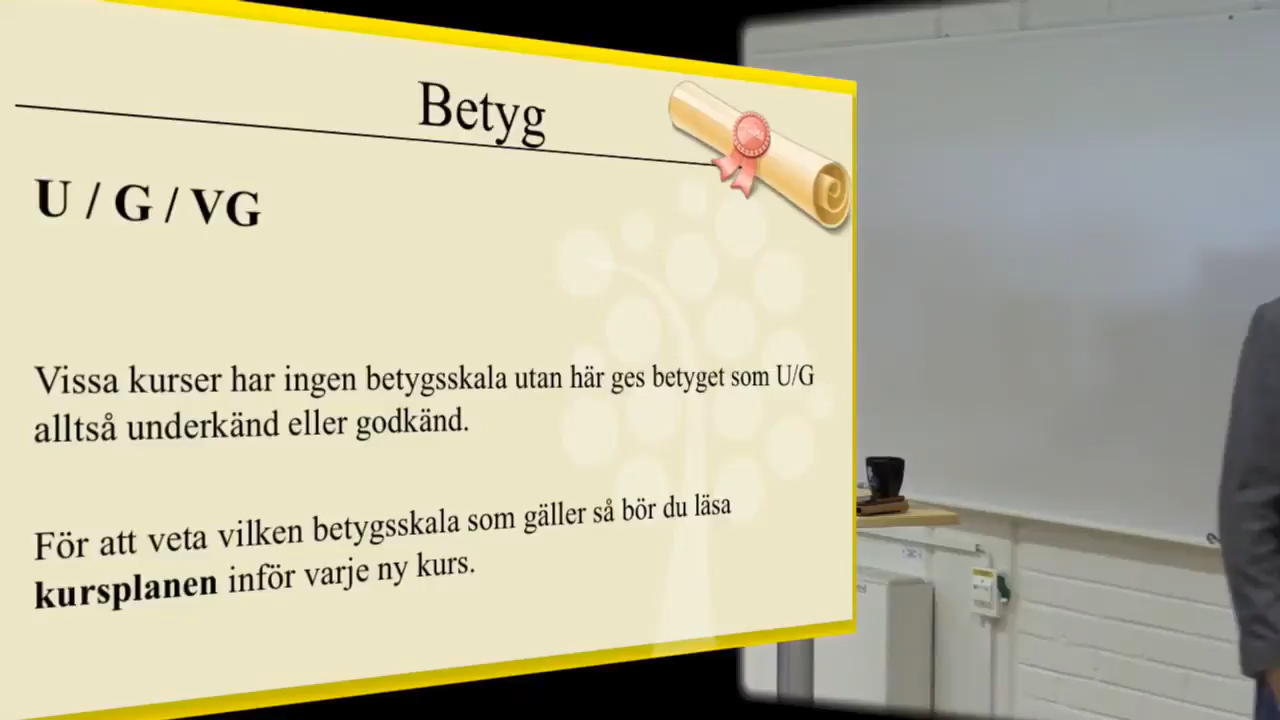 Betyg
U / G / VG
Vissa kurser har ingen betygsskala utan här ges betyget som U/G
alltså underkänd eller godkänd.
För att veta vilken betygsskala som gäller så bör du läsa
kursplanen inför varje ny kurs.